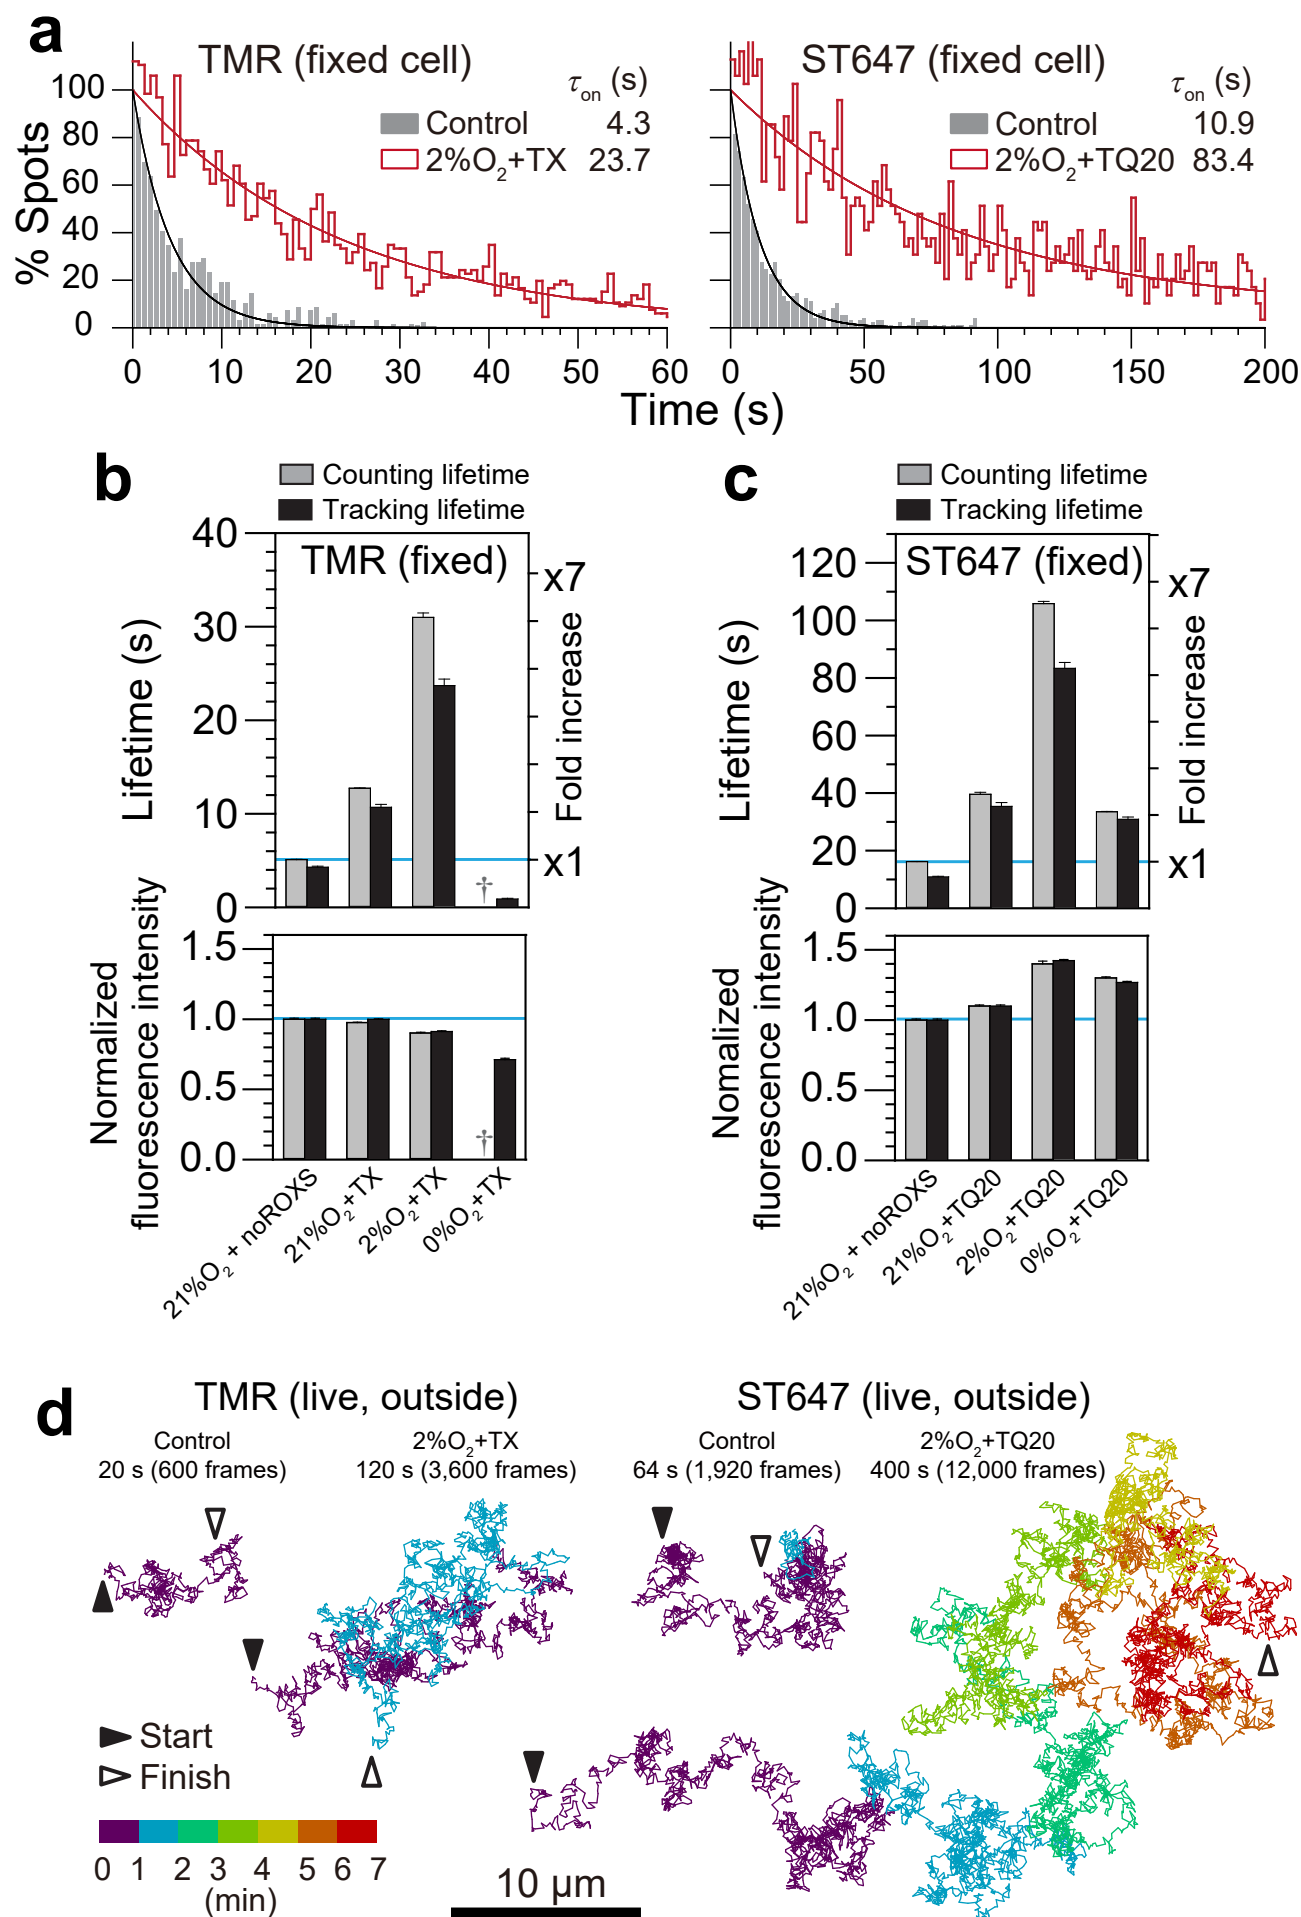 a
TMR (fixed cell)
τon (s)
Control 4.3
2%O2+TX 23.7
ST647 (fixed cell)
τon (s)
Control 10.9
2%O2+TQ20 83.4
% Spots
100
80
60
40
20
0
0 10 20 30 40 50 60
0 50 100 150 200
Time (s)
b
Counting lifetime
Tracking lifetime
TMR (fixed)
Lifetime (s)
40
30
20
10
0
x7
x1
Fold increase
†
Normalized
fluorescence intensity
1.5
1.0
0.5
0.0
†
21%O2 + noROXS
21%O2+TX
2%O2+TX
0%O2+TX
c
Counting lifetime
Tracking lifetime
ST647 (fixed)
Lifetime (s)
120
100
80
60
40
20
0
x7
x1
Fold increase
Nomalized
fluorescence intensity
1.5
1.0
0.5
0.0
21%O2 + noROXS
21%O2+TQ20
2%O2+TQ20
0%O2+TQ20
d
TMR (live, outside)
Control
20 s (600 frames)
2%O2+TX
120 s (3,600 frames)
ST647 (live, outside)
Control
64 s (1,920 frames)
2%O2+TQ20
400 s (12,000 frames)
Start
Finish
0 1 2 3 4 5 6 7
(min)
10 µm